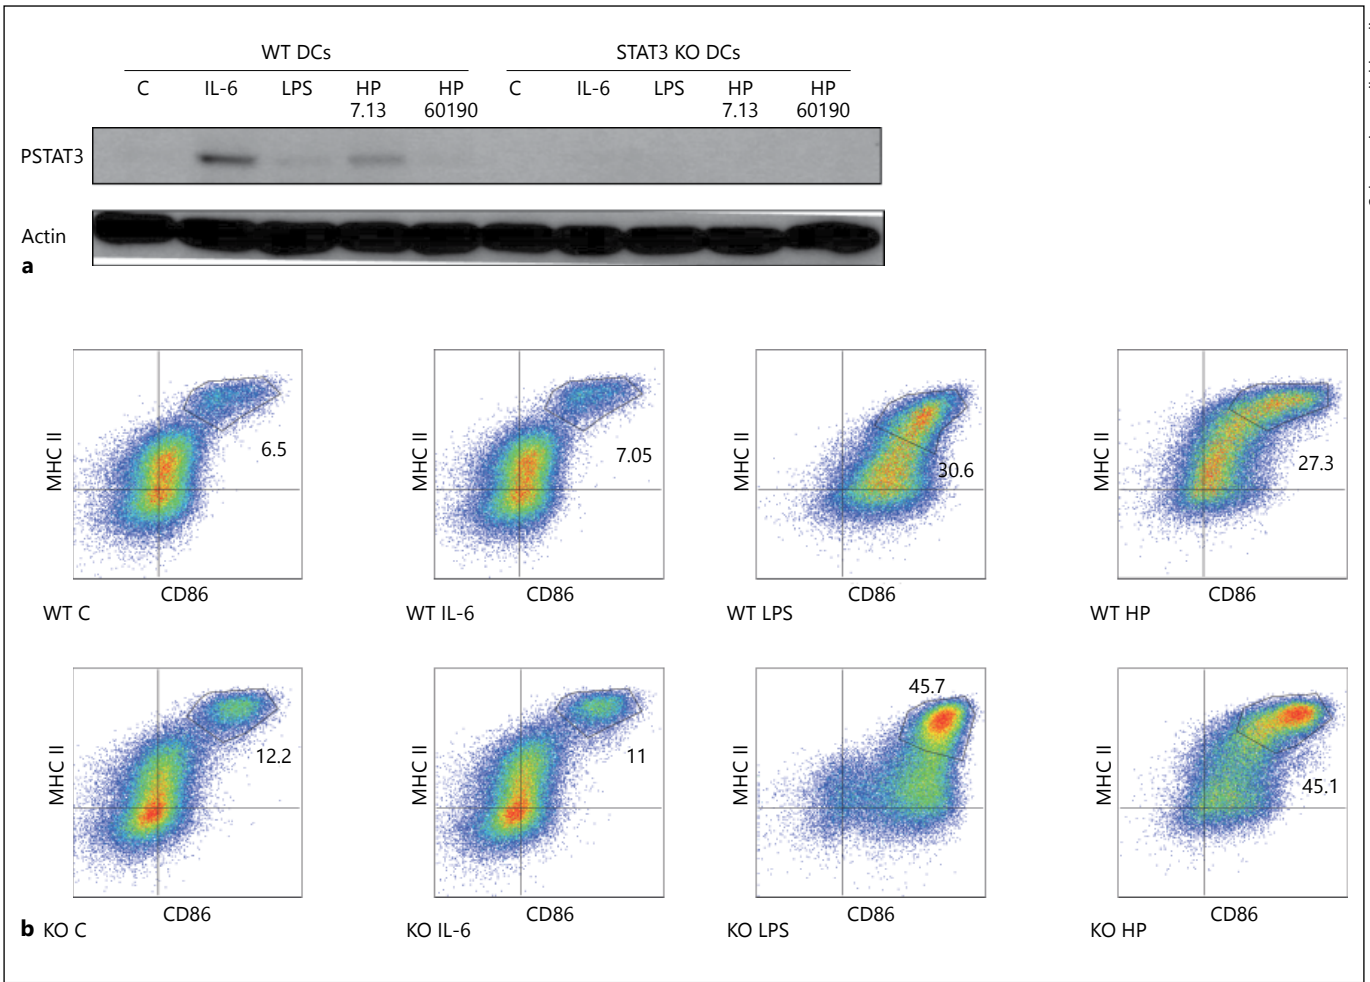 WT DCs STAT3 KO DCs
C IL-6 LPS HP 7.13 HP 60190 C IL-6 LPS HP 7.13 HP 60190
PSTAT3
Actin
a
MHC II 6.5 MHC II 7.05 MHC II 30.6 MHC II 27.3
CD86 CD86 CD86 CD86
WT C WT IL-6 WT LPS WT HP
MHC II 12.2 MHC II 11 MHC II 45.7 MHC II 45.1
CD86 CD86 CD86 CD86
b KO C KO IL-6 KO LPS KO HP